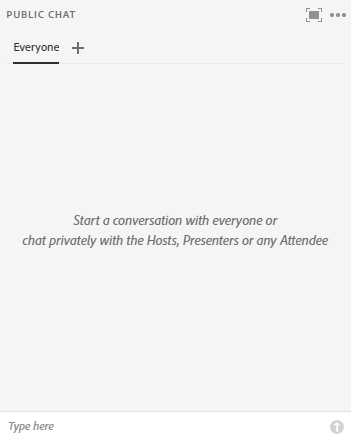 PUBLIC CHAT
Everyone
Start a conversation with everyone or
chat privately with the Hosts, Presenters or any Attendee
Type here